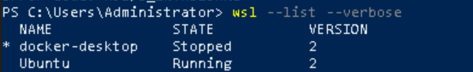 PS C:\Users\Administrator> wsl --list --verbose
NAME STATE VERSION
* docker-desktop Stopped 2
Ubuntu Running 2